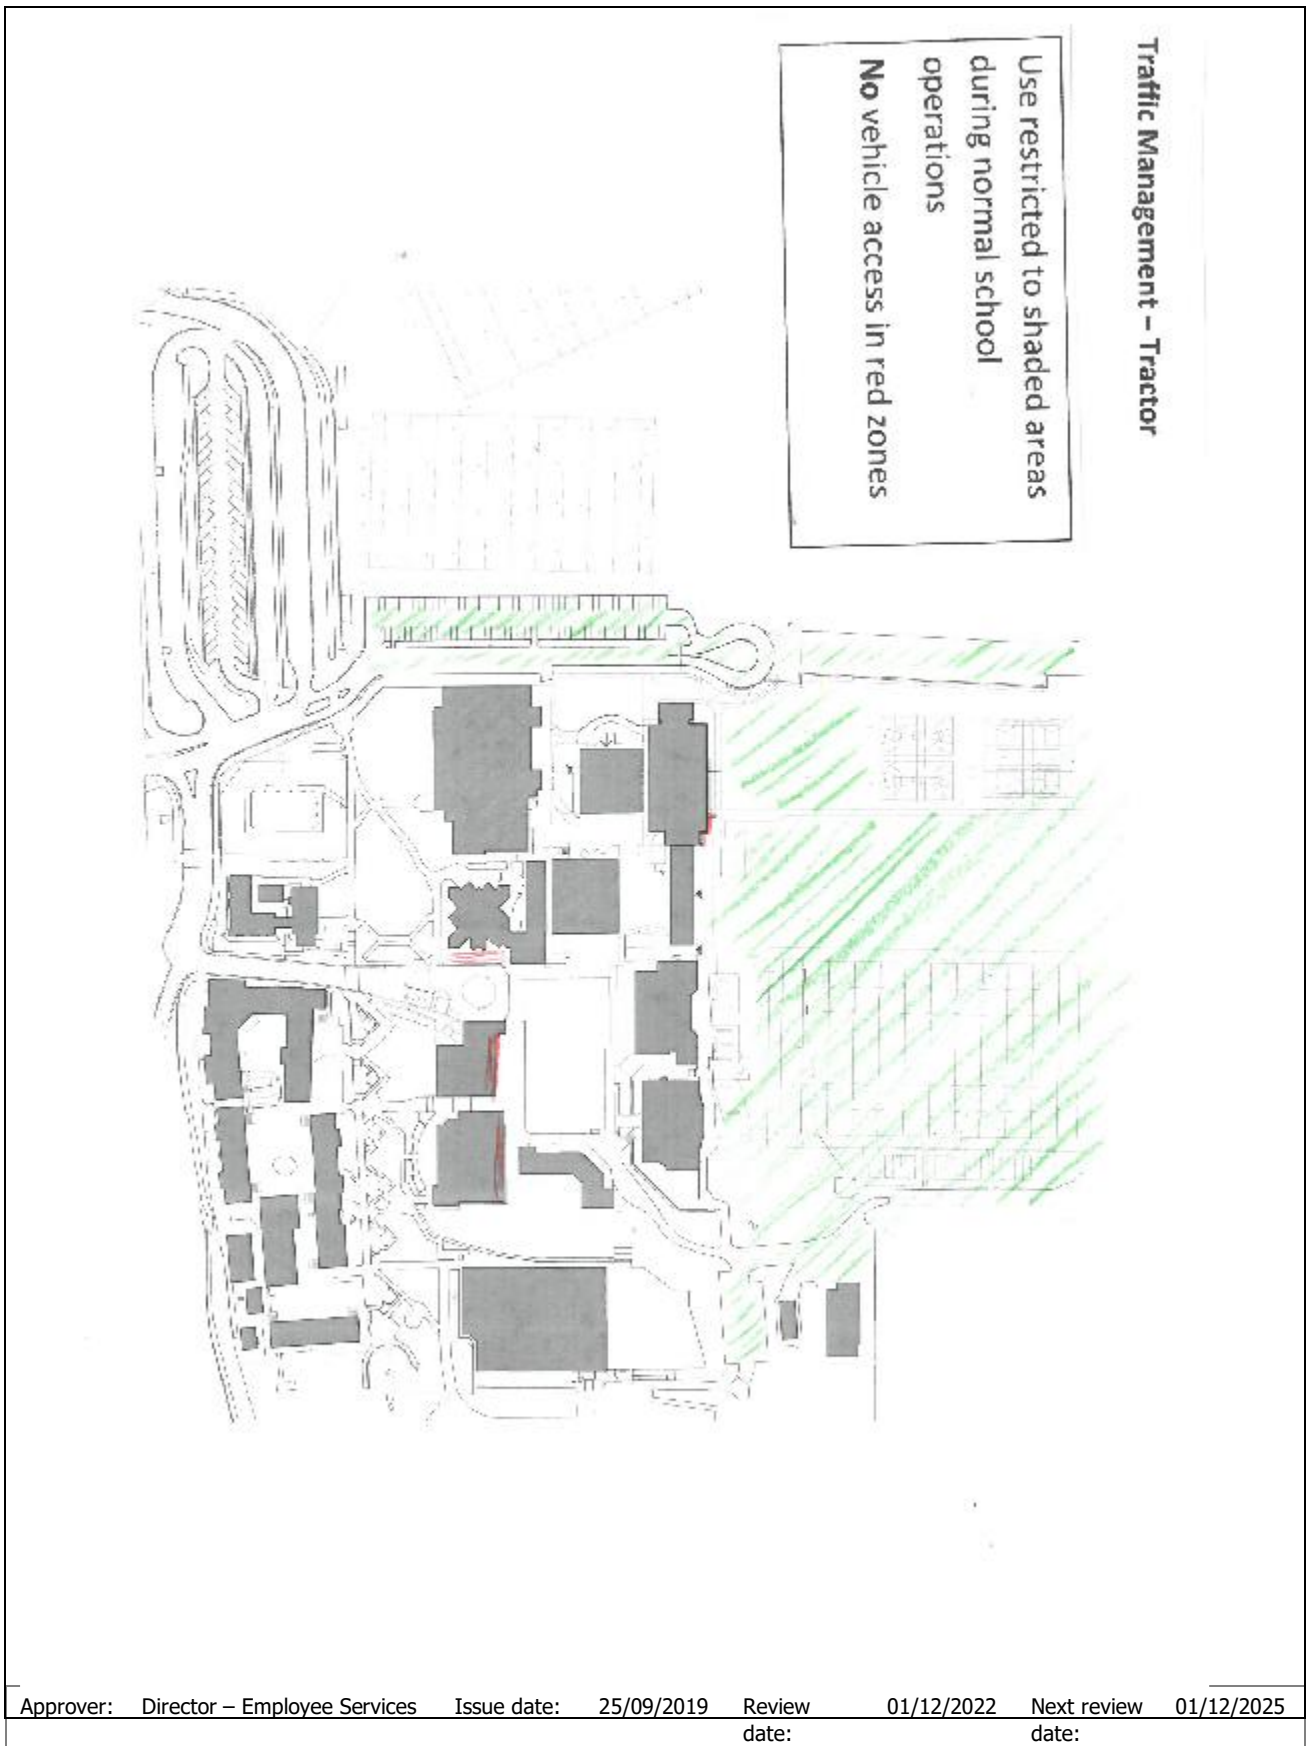 Traffic Management – Tractor
Use restricted to shaded areas
during normal school
operations
No vehicle access in red zones
Approver: Director – Employee Services Issue date: 25/09/2019 Review date: 01/12/2022 Next review date: 01/12/2025